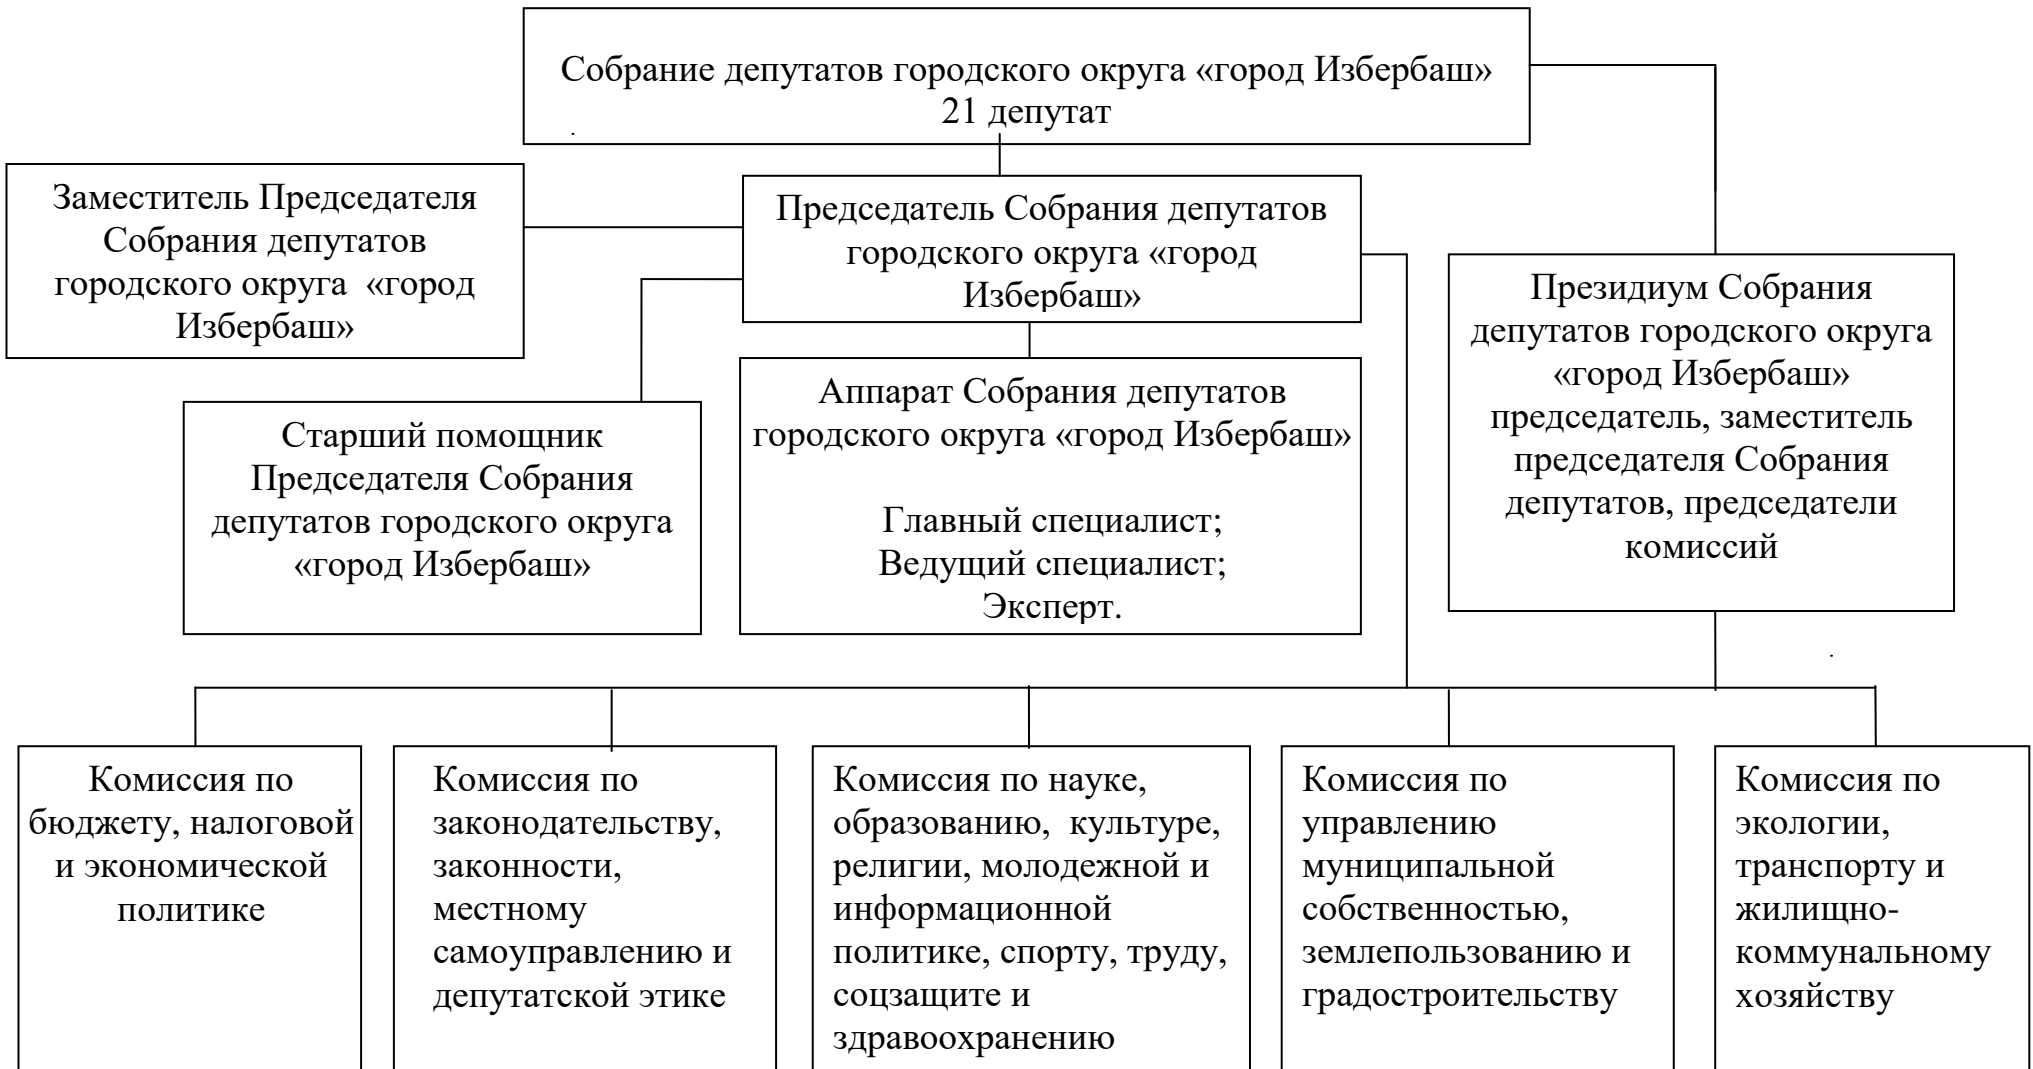 Собрание депутатов городского округа «город Избербаш»
21 депутат
Заместитель Председателя
Собрания депутатов
городского округа «город
Избербаш»
Председатель Собрания депутатов
городского округа «город
Избербаш»
Президиум Собрания
депутатов городского округа
«город Избербаш»
председатель, заместитель
председателя Собрания
депутатов, председатели
комиссий
Старший помощник
Председателя Собрания
депутатов городского округа
«город Избербаш»
Аппарат Собрания депутатов
городского округа «город Избербаш»
Главный специалист;
Ведущий специалист;
Эксперт.
Комиссия по
бюджету, налоговой
и экономической
политике
Комиссия по
законодательству,
законности,
местному
самоуправлению и
депутатской этике
Комиссия по науке,
образованию, культуре,
религии, молодежной и
информационной
политике, спорту, труду,
соцзащите и
здравоохранению
Комиссия по
управлению
муниципальной
собственностью,
землепользованию и
градостроительству
Комиссия по
экологии,
транспорту и
жилищно-
коммунальному
хозяйству